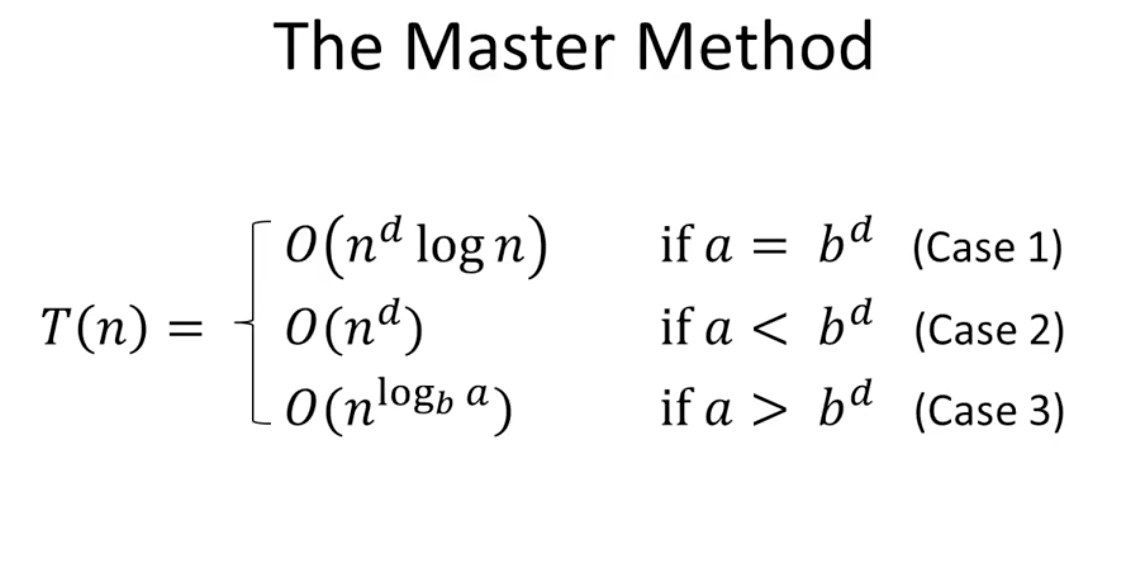 The Master Method
O(n^d log n) if a = b^d (Case 1)
T(n) = O(n^d) if a < b^d (Case 2)
O(n^{log_b a}) if a > b^d (Case 3)